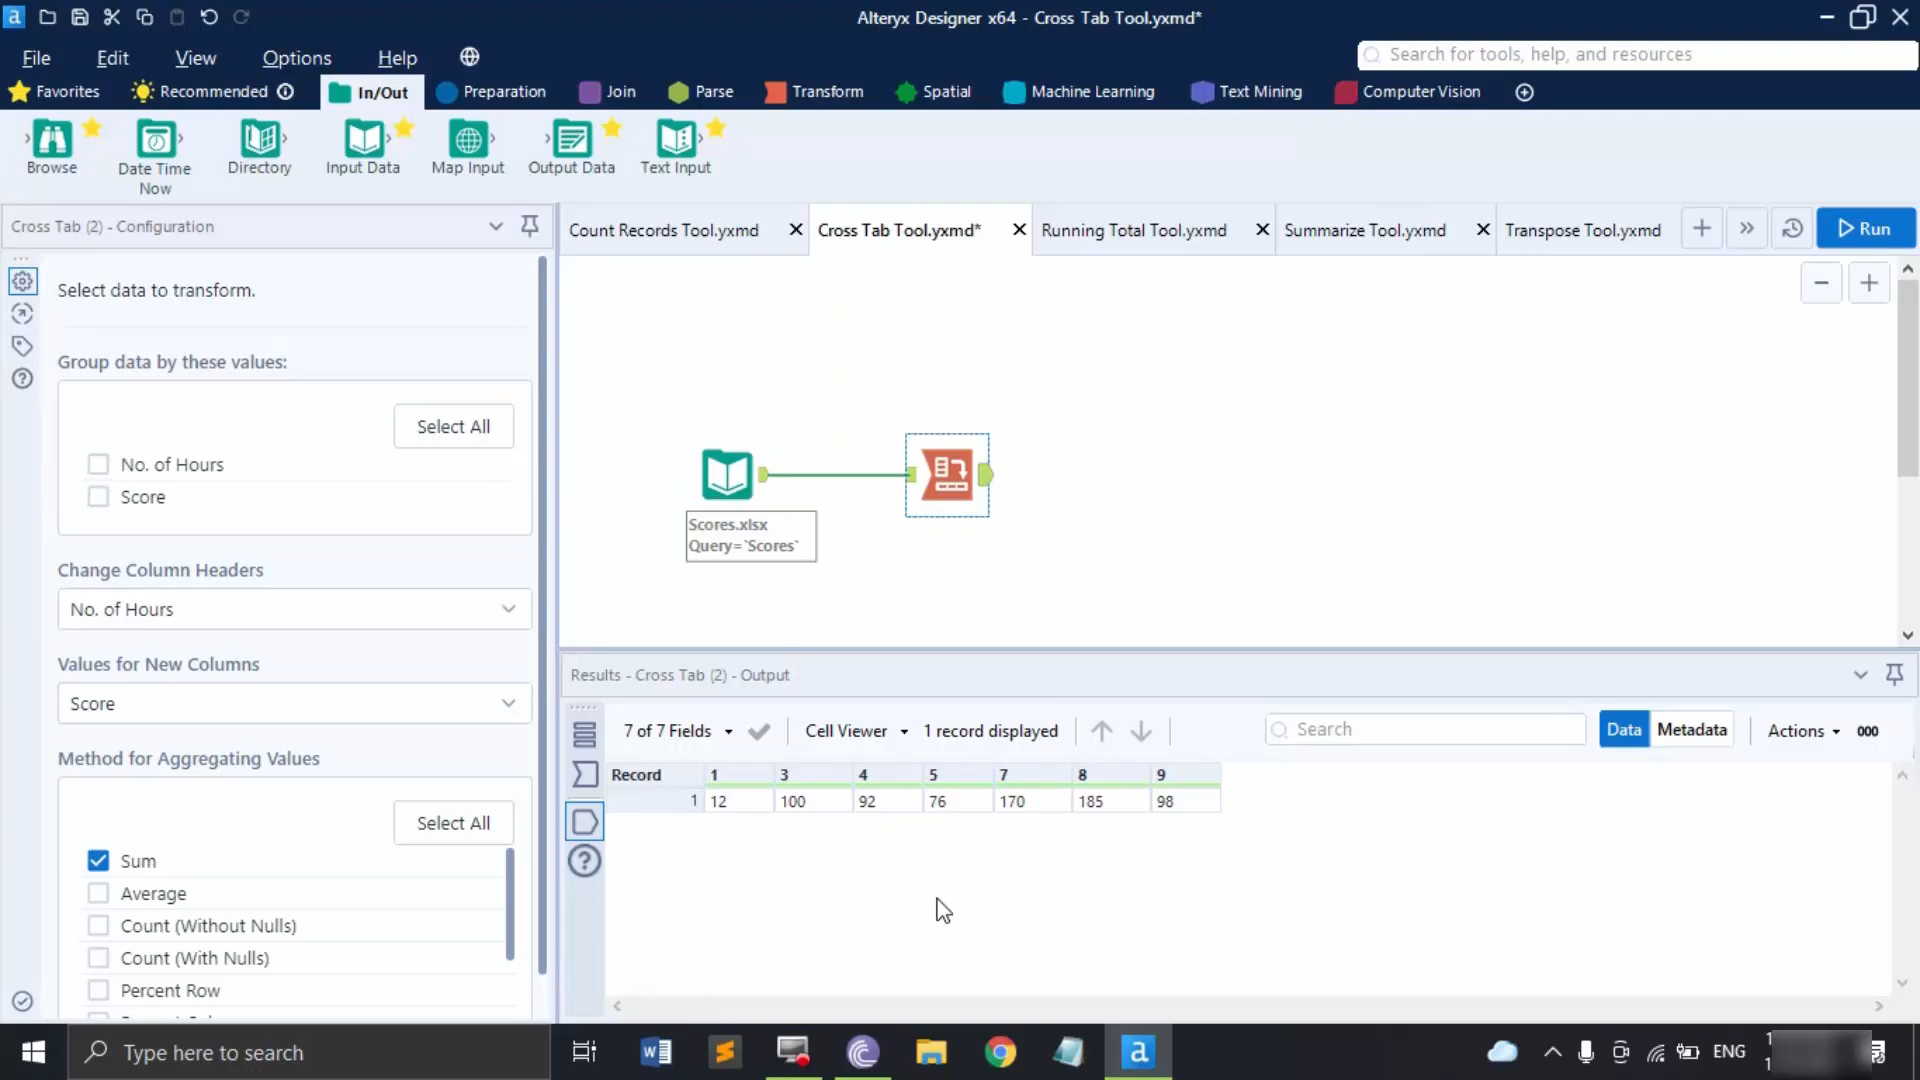 Alteryx Designer x64 - Cross Tab Tool.yxmd*
File Edit View Options Help
Search for tools, help, and resources
Favorites Recommended In/Out Preparation Join Parse Transform Spatial Machine Learning Text Mining Computer Vision
Browse Date Time Now Directory Input Data Map Input Output Data Text Input
Cross Tab (2) - Configuration
Count Records Tool.yxmd Cross Tab Tool.yxmd* Running Total Tool.yxmd Summarize Tool.yxmd Transpose Tool.yxmd Run
Select data to transform.
Group data by these values:
Select All
No. of Hours
Score
Change Column Headers
No. of Hours
Values for New Columns
Score
Method for Aggregating Values
Select All
Sum
Average
Count (Without Nulls)
Count (With Nulls)
Percent Row
Scores.xlsx
Query=`Scores`
Results - Cross Tab (2) - Output
7 of 7 Fields Cell Viewer 1 record displayed Search Data Metadata Actions 000
Record 1 3 4 5 7 8 9
1 12 100 92 76 170 185 98
Type here to search
ENG